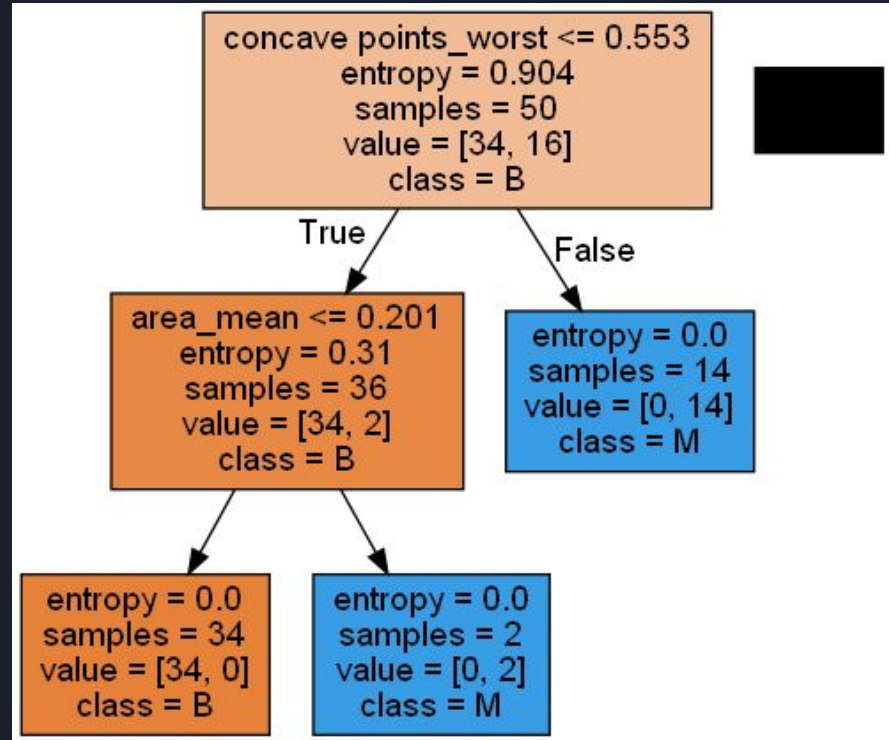 concave points_worst <= 0.553
entropy = 0.904
samples = 50
value = [34, 16]
class = B
True
False
area_mean <= 0.201
entropy = 0.31
samples = 36
value = [34, 2]
class = B
entropy = 0.0
samples = 14
value = [0, 14]
class = M
entropy = 0.0
samples = 34
value = [34, 0]
class = B
entropy = 0.0
samples = 2
value = [0, 2]
class = M